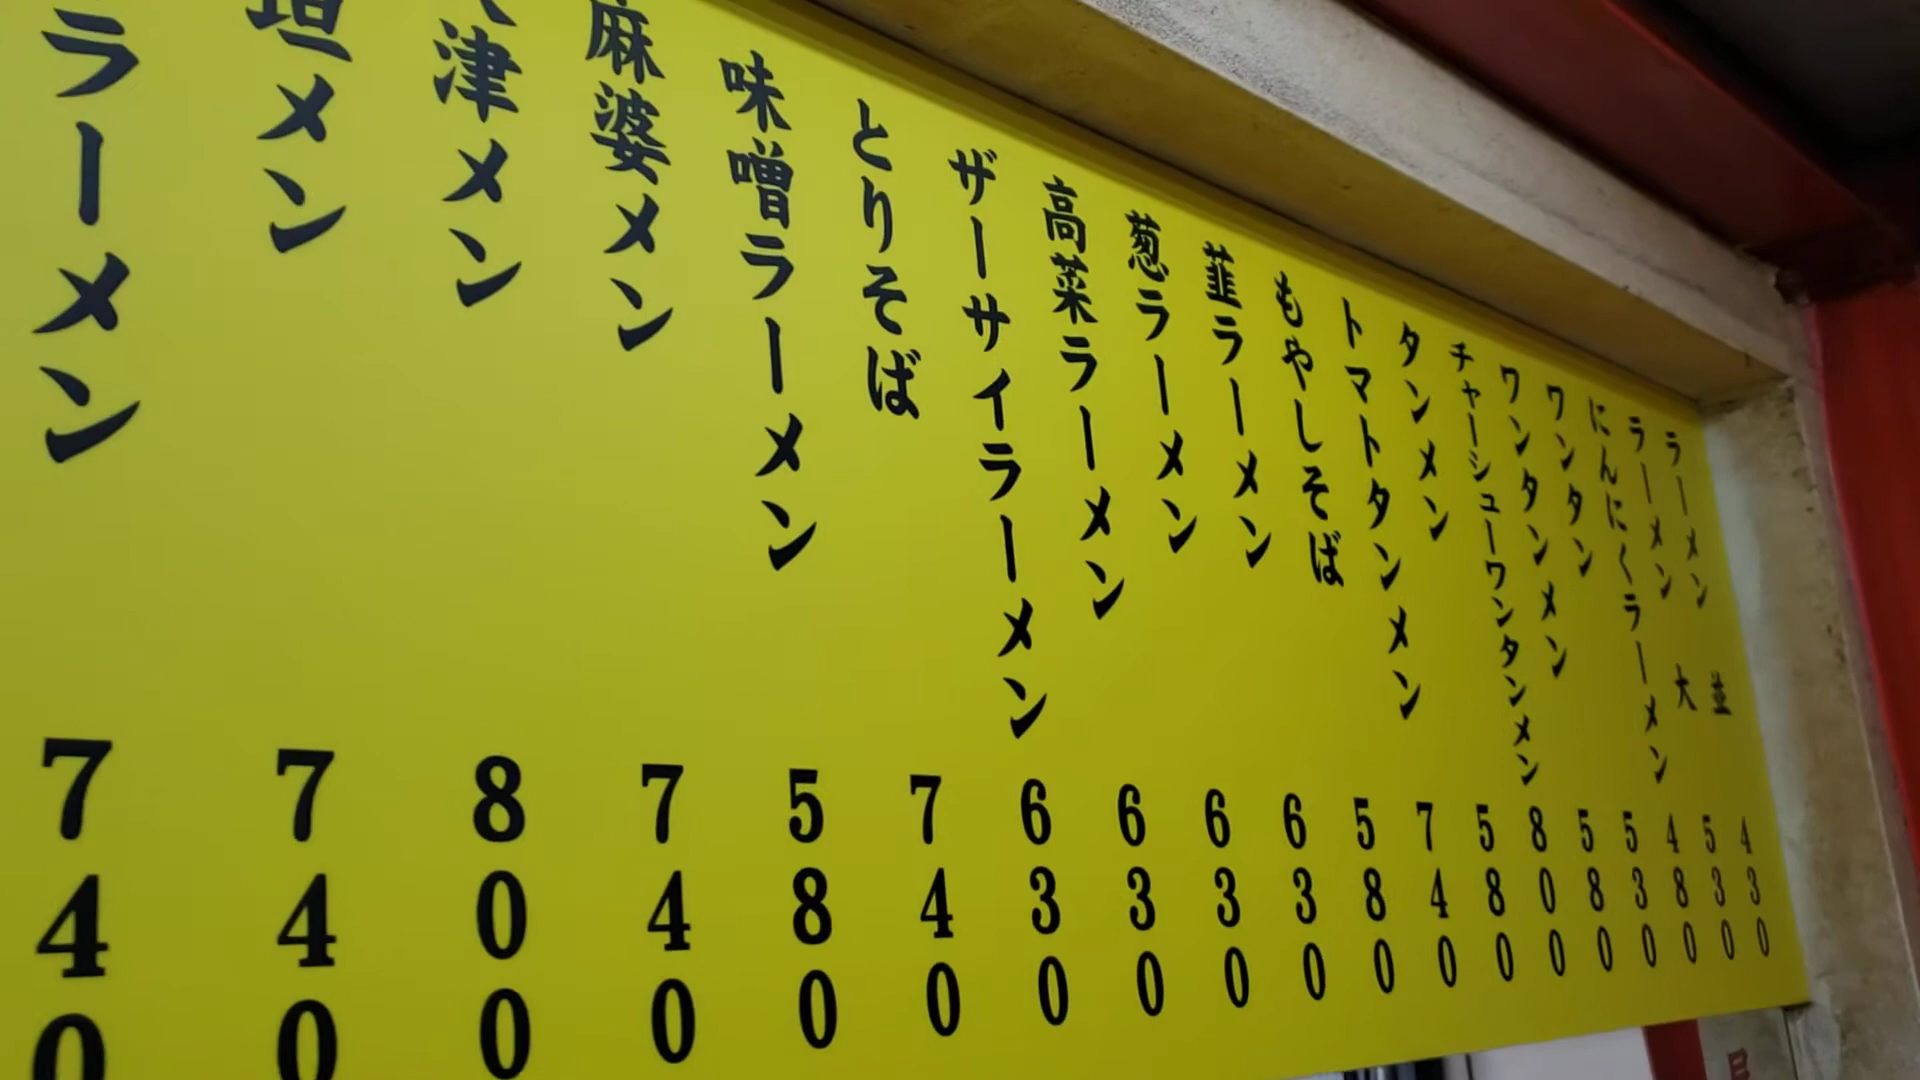 ラーメン 並 430
ラーメン 大 530
にんにくラーメン 480
ワンタン 530
ワンタンメン 580
チャーシューワンタンメン 800
タンメン 580
トマトタンメン 740
もやしそば 580
韮ラーメン 630
葱ラーメン 630
高菜ラーメン 630
ザーサイラーメン 630
とりそば 740
味噌ラーメン 580
麻婆メン 740
津メン 800
坦メン 740
ラーメン 740